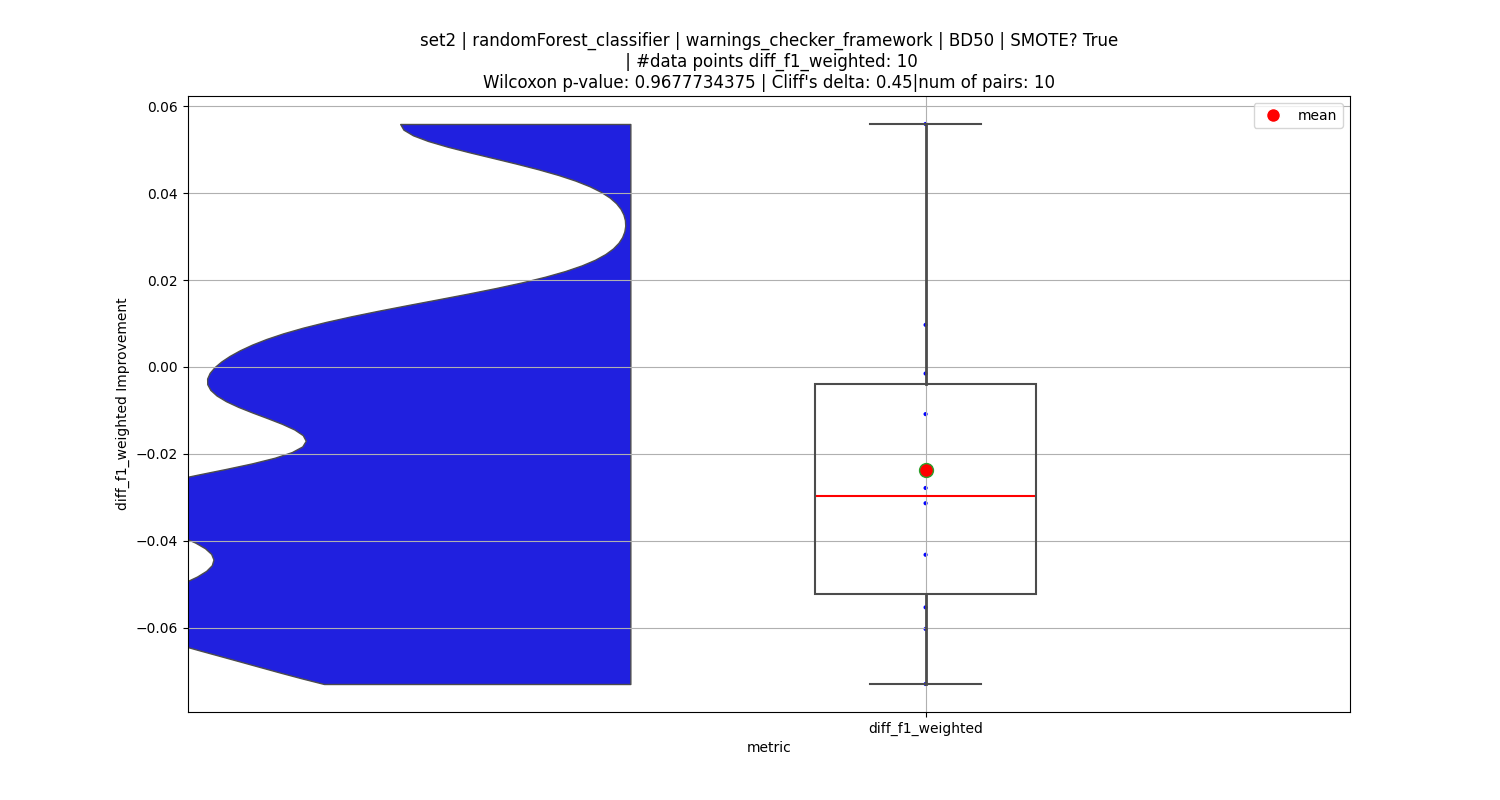 set2 | randomForest_classifier | warnings_checker_framework | BD50 | SMOTE? True
| #data points diff_f1_weighted: 10
Wilcoxon p-value: 0.9677734375 | Cliff's delta: 0.45|num of pairs: 10
mean
0.06
0.04
0.02
0.00
−0.02
−0.04
−0.06
diff_f1_weighted Improvement
diff_f1_weighted
metric